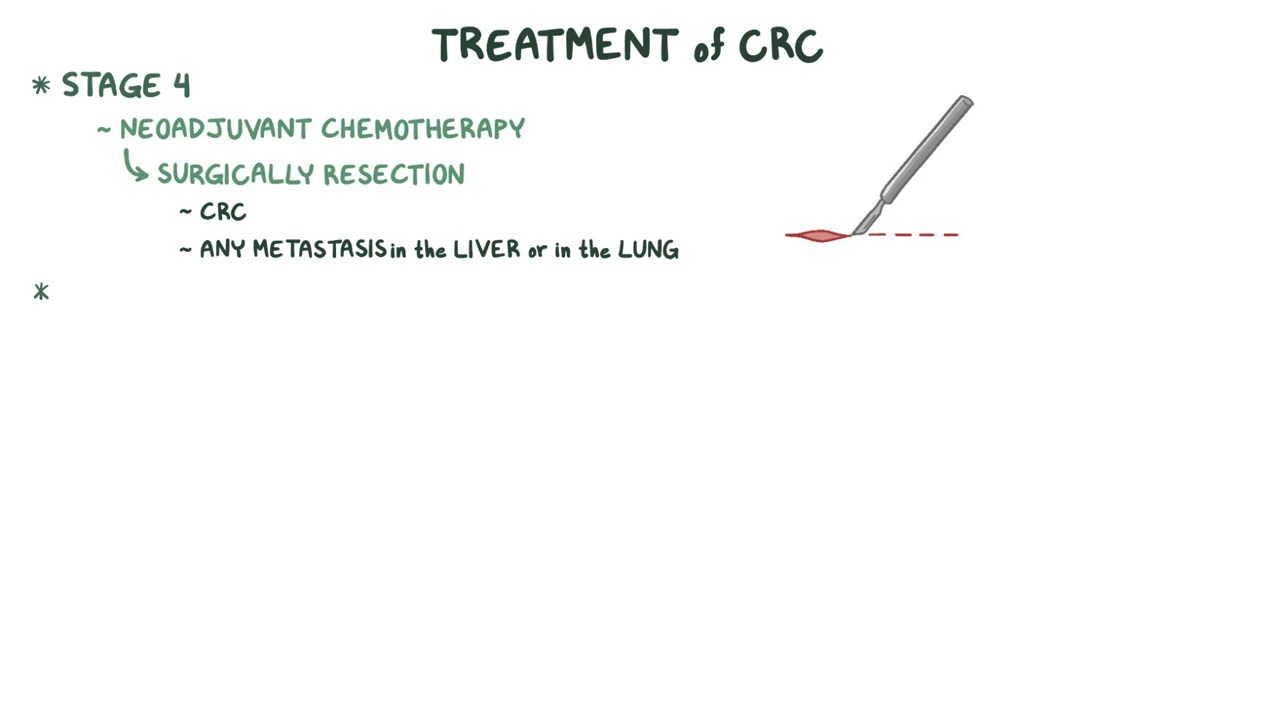 TREATMENT of CRC
* STAGE 4
~ NEOADJUVANT CHEMOTHERAPY
↳ SURGICALLY RESECTION
~ CRC
~ ANY METASTASIS in the LIVER or in the LUNG
*